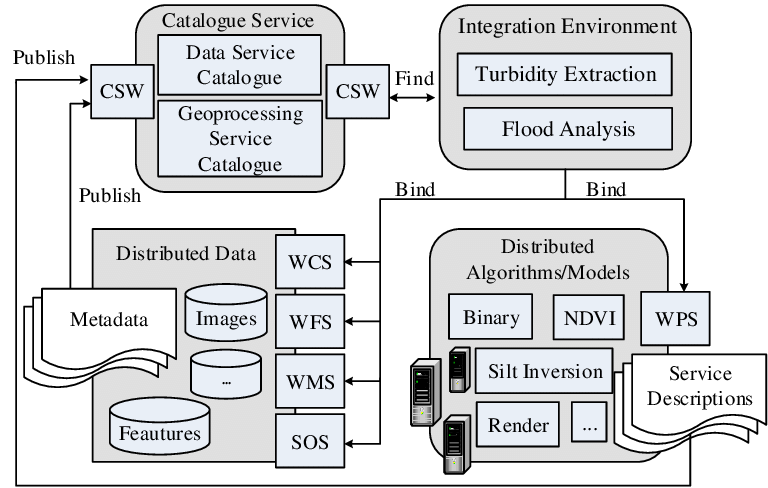 Catalogue Service
Data Service
Catalogue
Geoprocessing
Service
Catalogue
CSW
CSW
Publish
Publish
Find
Integration Environment
Turbidity Extraction
Flood Analysis
Bind
Bind
Distributed Data
WCS
WFS
WMS
SOS
Images
...
Feautures
Metadata
Distributed
Algorithms/Models
Binary
NDVI
WPS
Silt Inversion
Render
...
Service
Descriptions